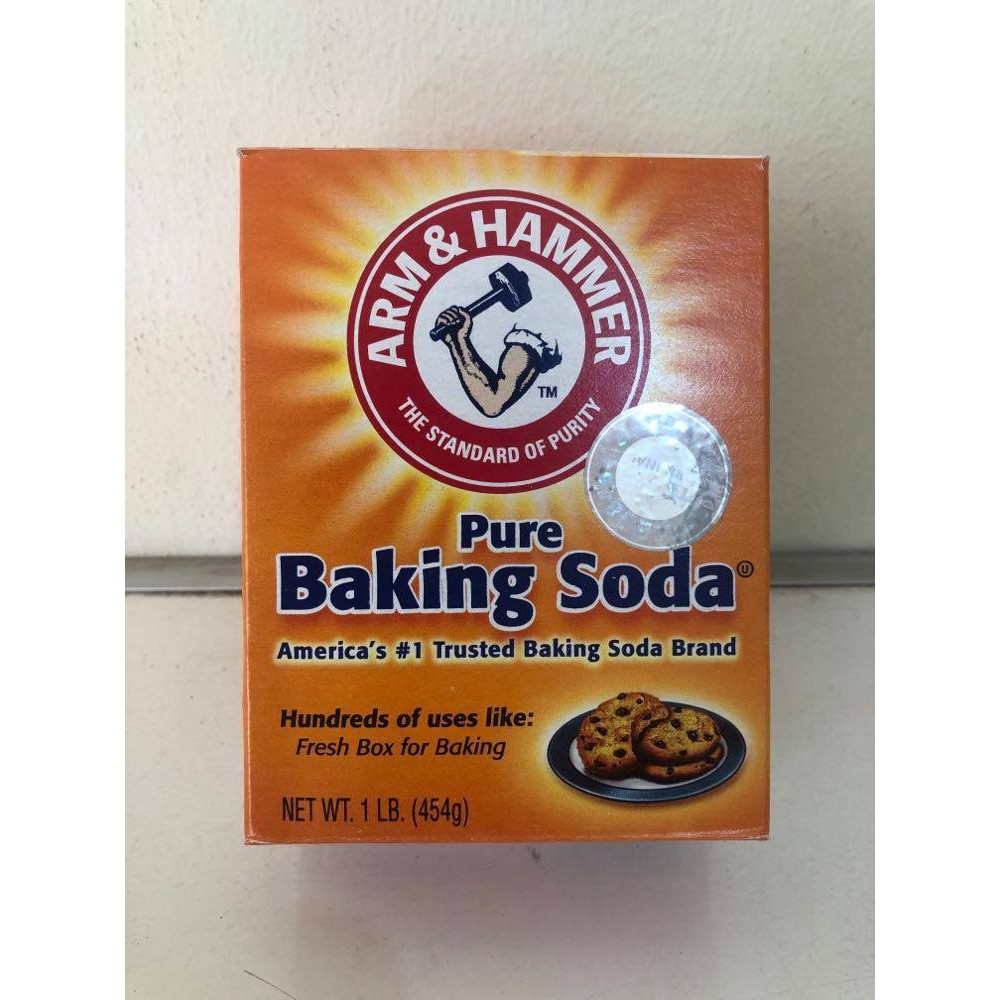 ARM & HAMMER
THE STANDARD OF PURITY
TM
Pure
Baking Soda Ⓤ
America's #1 Trusted Baking Soda Brand
Hundreds of uses like:
Fresh Box for Baking
NET WT. 1 LB. (454g)